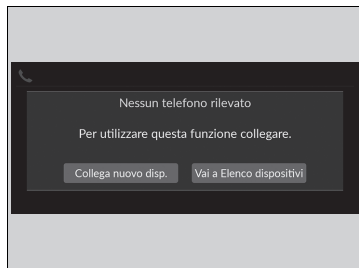 Nessun telefono rilevato
Per utilizzare questa funzione collegare.
Collega nuovo disp.
Vai a Elenco dispositivi